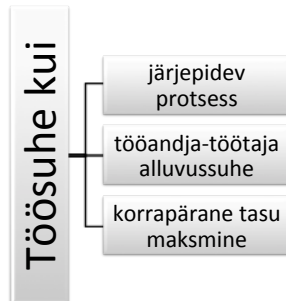 Töösuhe kui
järjepidev
protsess
tööandja-töötaja
alluvussuhe
korrapärane tasu
maksmine